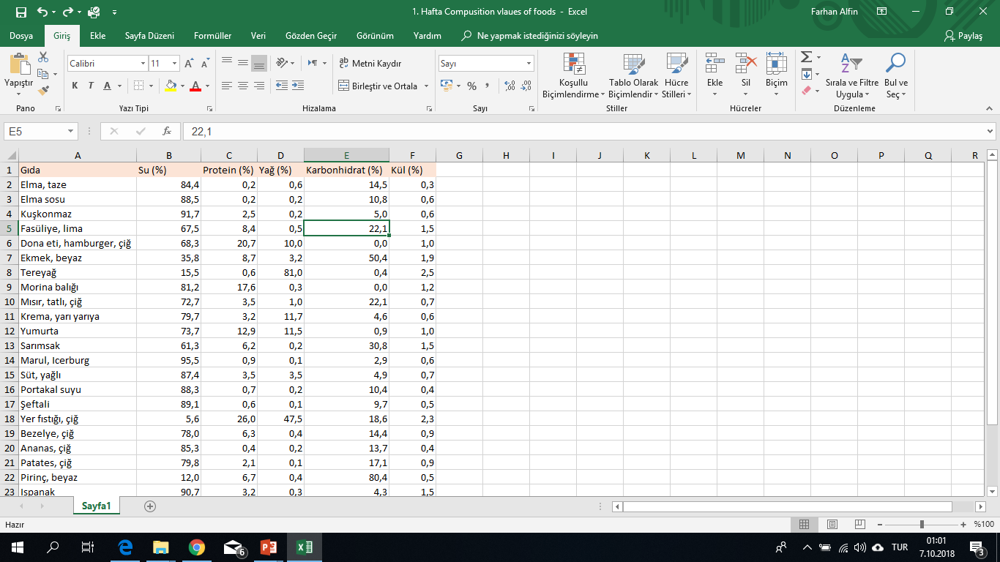 1. Hafta Compusition vlaues of foods - Excel
Farhan Alfin
Dosya Giriş Ekle Sayfa Düzeni Formüller Veri Gözden Geçir Görünüm Yardım Ne yapmak istediğinizi söyleyin Paylaş
Yapıştır
Calibri 11
K T A
Metni Kaydır
Birleştir ve Ortala
Sayı
Koşullu Biçimlendirme
Tablo Olarak Biçimlendir
Hücre Stilleri
Ekle Sil Biçim
Sırala ve Filtre Uygula
Bul ve Seç
Pano Yazı Tipi Hizalama Sayı Stiller Hücreler Düzenleme
E5 fx 22,1
A B C D E F G H I J K L M N O P Q R
1 Gıda Su (%) Protein (%) Yağ (%) Karbonhidrat (%) Kül (%)
2 Elma, taze 84,4 0,2 0,6 14,5 0,3
3 Elma sosu 88,5 0,2 0,2 10,8 0,6
4 Kuşkonmaz 91,7 2,5 0,2 5,0 0,6
5 Fasüliye, lima 67,5 8,4 0,5 22,1 1,5
6 Dona eti, hamburger, çiğ 68,3 20,7 10,0 0,0 1,0
7 Ekmek, beyaz 35,8 8,7 3,2 50,4 1,9
8 Tereyağ 15,5 0,6 81,0 0,4 2,5
9 Morina balığı 81,2 17,6 0,3 0,0 1,2
10 Mısır, tatlı, çiğ 72,7 3,5 1,0 22,1 0,7
11 Krema, yarı yarıya 79,7 3,2 11,7 4,6 0,6
12 Yumurta 73,7 12,9 11,5 0,9 1,0
13 Sarımsak 61,3 6,2 0,2 30,8 1,5
14 Marul, Icerburg 95,5 0,9 0,1 2,9 0,6
15 Süt, yağlı 87,4 3,5 3,5 4,9 0,7
16 Portakal suyu 88,3 0,7 0,2 10,4 0,4
17 Şeftali 89,1 0,6 0,1 9,7 0,5
18 Yer fıstığı, çiğ 5,6 26,0 47,5 18,6 2,3
19 Bezelye, çiğ 78,0 6,3 0,4 14,4 0,9
20 Ananas, çiğ 85,3 0,4 0,2 13,7 0,4
21 Patates, çiğ 79,8 2,1 0,1 17,1 0,9
22 Pirinç, beyaz 12,0 6,7 0,4 80,4 0,5
23 Ispanak 90,7 3,2 0,3 4,3 1,5
Sayfa1
Hazır %100
6
TUR
01:01
7.10.2018
3